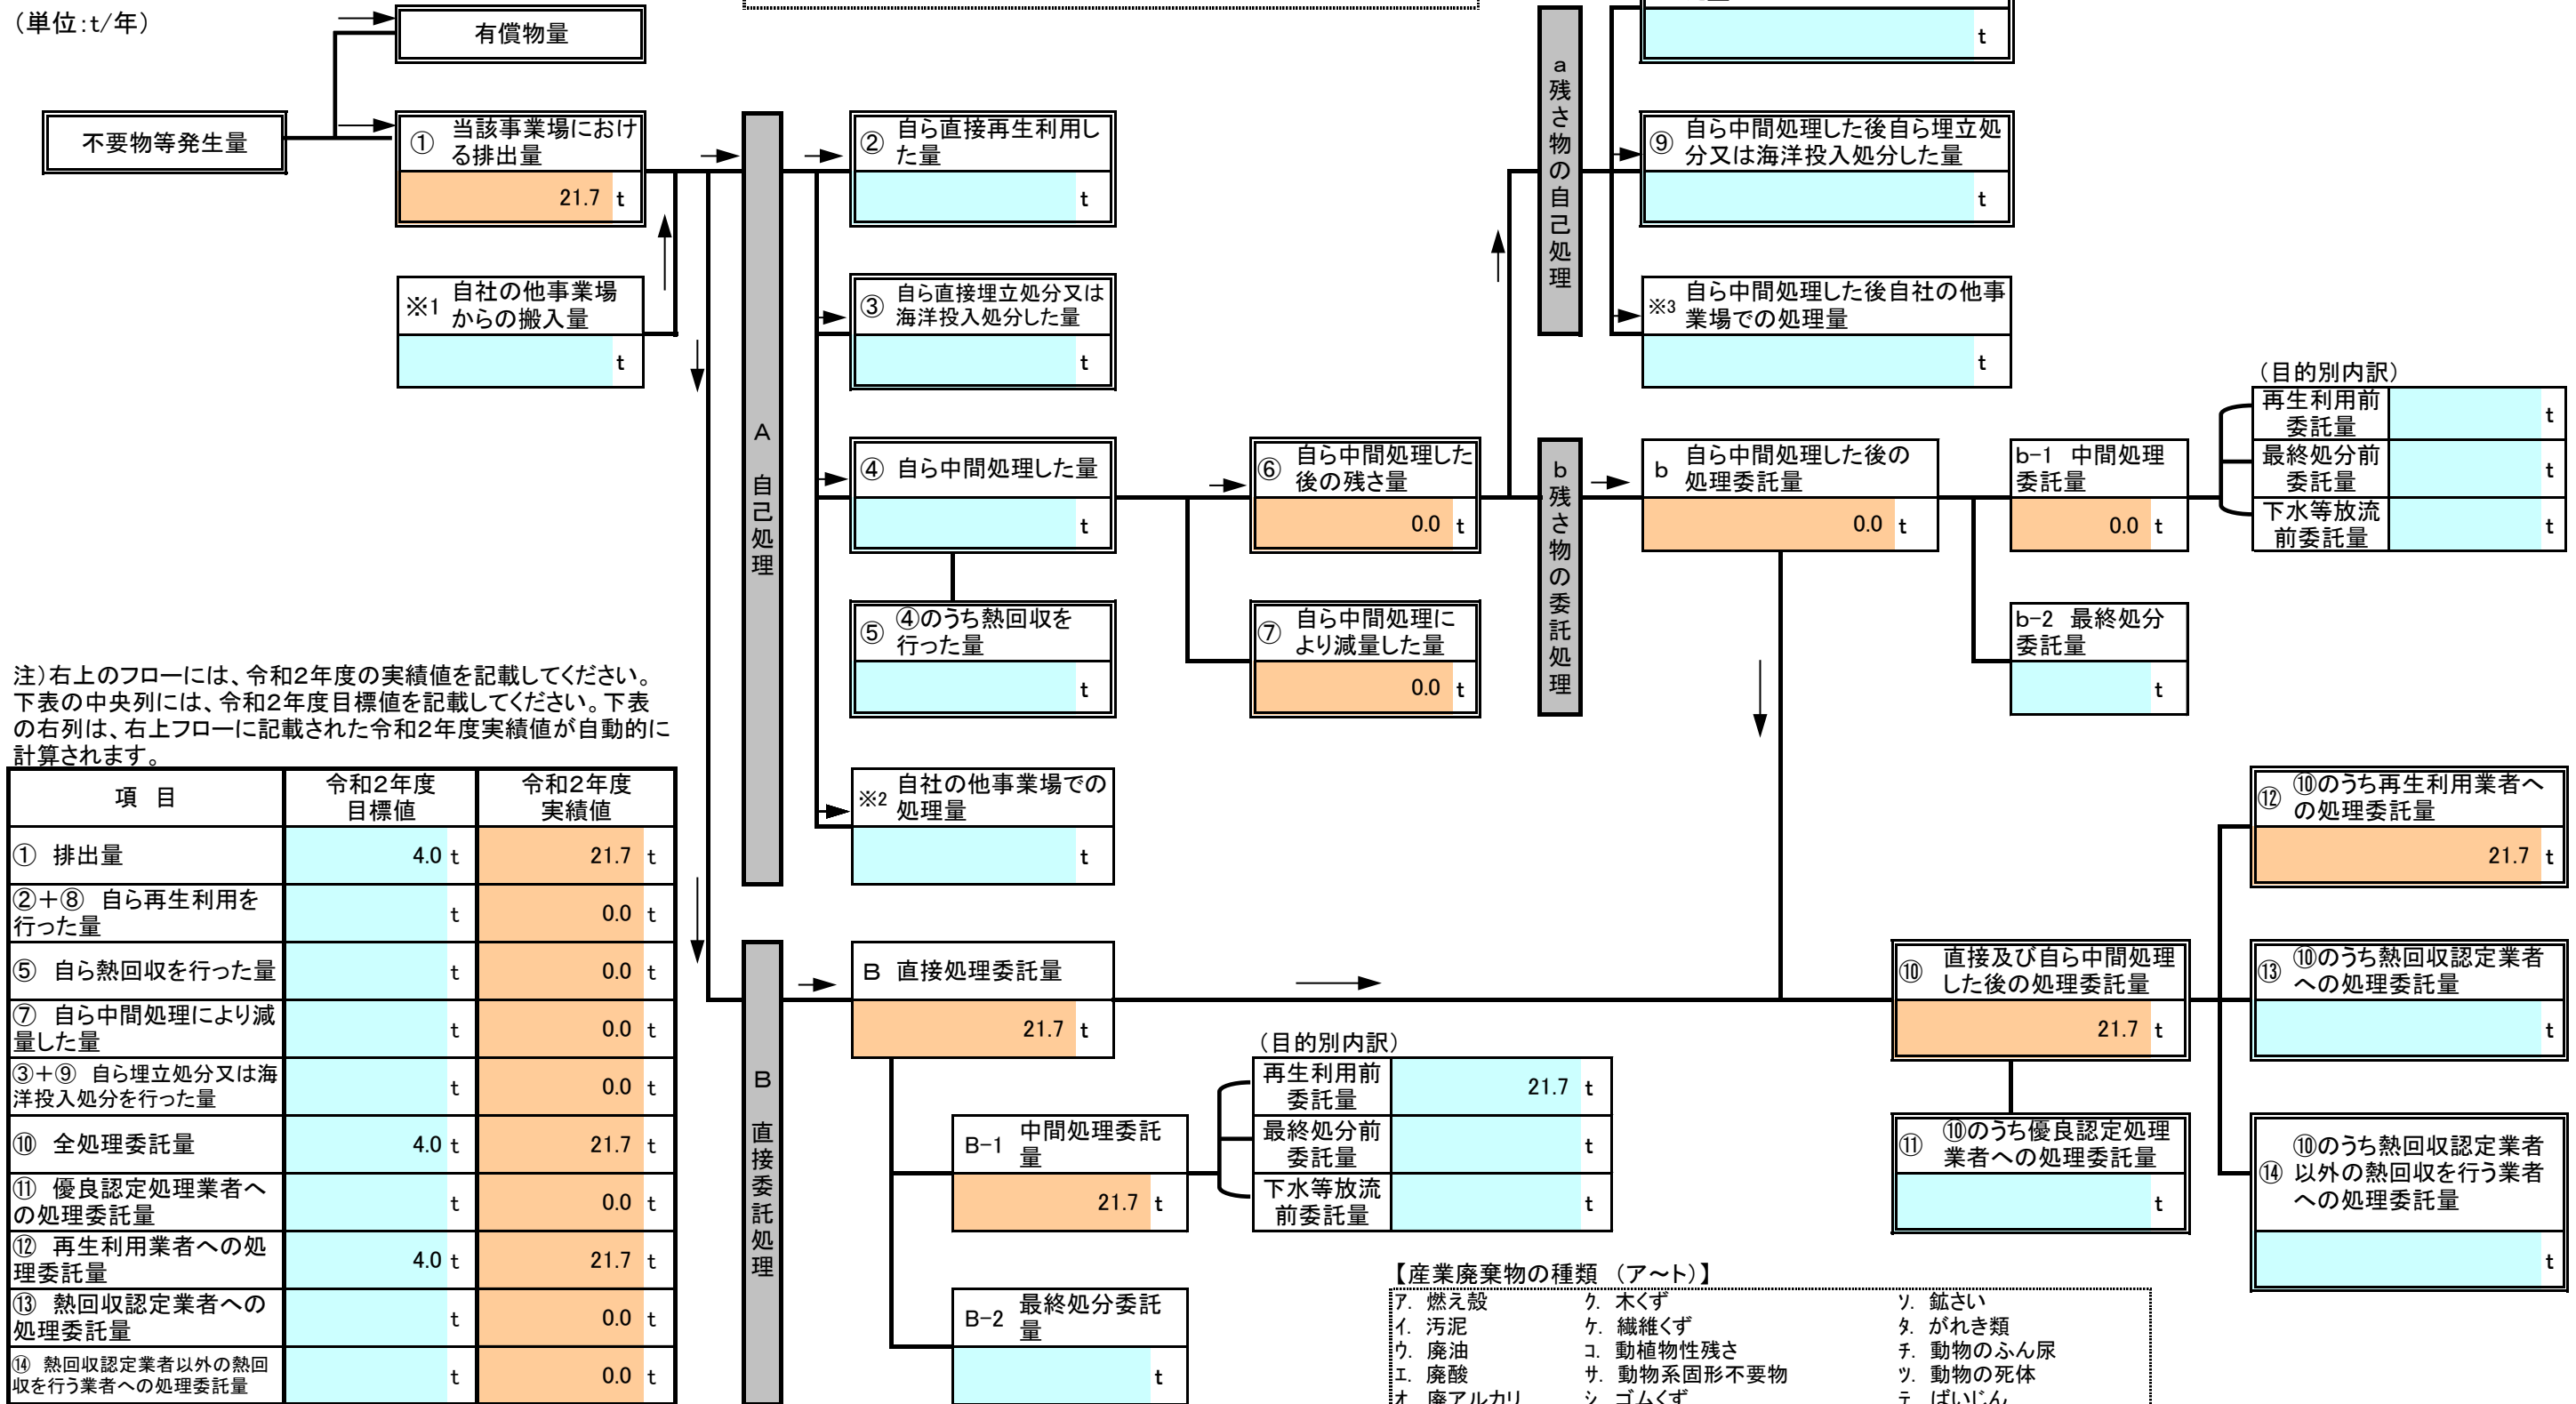 （単位：t/年）
有償物量
不要物等発生量
① 当該事業場におけ
る排出量
21.7 t
※1 自社の他事業場
からの搬入量
t
A 自己処理
② 自ら直接再生利用し
た量
t
③ 自ら直接埋立処分又は
海洋投入処分した量
t
④ 自ら中間処理した量
t
⑤ ④のうち熱回収を
行った量
t
※2 自社の他事業場での
処理量
t
⑥ 自ら中間処理した
後の残さ量
0.0 t
⑦ 自ら中間処理に
より減量した量
0.0 t
a 残さ物の自己処理
t
⑨ 自ら中間処理した後自ら埋立処
分又は海洋投入処分した量
t
※3 自ら中間処理した後自社の他事
業場での処理量
t
b 残さ物の委託処理
b 自ら中間処理した後の
処理委託量
0.0 t
b-1 中間処理
委託量
0.0 t
b-2 最終処分
委託量
t
（目的別内訳）
再生利用前
委託量 t
最終処分前
委託量 t
下水等放流
前委託量 t
注）右上のフローには、令和２年度の実績値を記載してください。
下表の中央列には、令和２年度目標値を記載してください。下表
の右列は、右上フローに記載された令和２年度実績値が自動的に
計算されます。
項 目 令和２年度 目標値 令和２年度 実績値
① 排出量 4.0 t 21.7 t
②＋⑧ 自ら再生利用を
行った量 t 0.0 t
⑤ 自ら熱回収を行った量 t 0.0 t
⑦ 自ら中間処理により減
量した量 t 0.0 t
③＋⑨ 自ら埋立処分又は海
洋投入処分を行った量 t 0.0 t
⑩ 全処理委託量 4.0 t 21.7 t
⑪ 優良認定処理業者へ
の処理委託量 t 0.0 t
⑫ 再生利用業者への処
理委託量 4.0 t 21.7 t
⑬ 熱回収認定業者への
処理委託量 t 0.0 t
⑭ 熱回収認定業者以外の熱回
収を行う業者への処理委託量 t 0.0 t
B 直接委託処理
B 直接処理委託量
21.7 t
B-1 中間処理委託
量
21.7 t
B-2 最終処分委託
量
t
（目的別内訳）
再生利用前
委託量 21.7 t
最終処分前
委託量 t
下水等放流
前委託量 t
⑩ 直接及び自ら中間処理
した後の処理委託量
21.7 t
⑪ ⑩のうち優良認定処理
業者への処理委託量
t
⑫ ⑩のうち再生利用業者へ
の処理委託量
21.7 t
⑬ ⑩のうち熱回収認定業者
への処理委託量
t
⑭ ⑩のうち熱回収認定業者
以外の熱回収を行う業者
への処理委託量
t
【産業廃棄物の種類 （ア～ト）】
ｱ. 燃え殻 ｸ. 木くず ｿ. 鉱さい
ｲ. 汚泥 ｹ. 繊維くず ﾀ. がれき類
ｳ. 廃油 ｺ. 動植物性残さ ﾁ. 動物のふん尿
ｴ. 廃酸 ｻ. 動物系固形不要物 ﾂ. 動物の死体
ｵ. 廃アルカリ ｼ. ゴムくず ﾃ. ばいじん